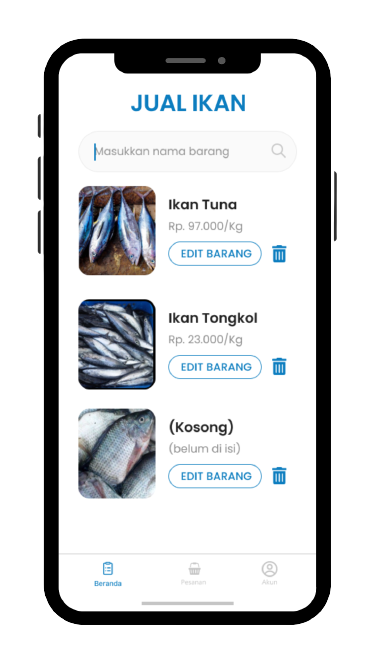 JUAL IKAN
Masukkan nama barang
Ikan Tuna
Rp. 97.000/Kg
EDIT BARANG
Ikan Tongkol
Rp. 23.000/Kg
EDIT BARANG
(Kosong)
(belum di isi)
EDIT BARANG
Beranda
Pesanan
Akun